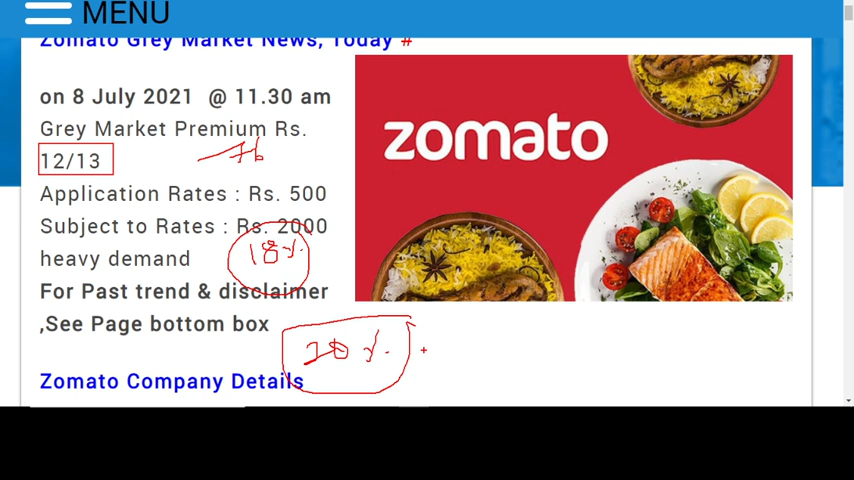 MENU
Zomato Grey Market News, Today #
on 8 July 2021 @ 11.30 am
Grey Market Premium Rs.
12/13
76
Application Rates : Rs. 500
Subject to Rates : Rs. 2000
heavy demand
18%
For Past trend & disclaimer
,See Page bottom box
20 %.
Zomato Company Details
zomato